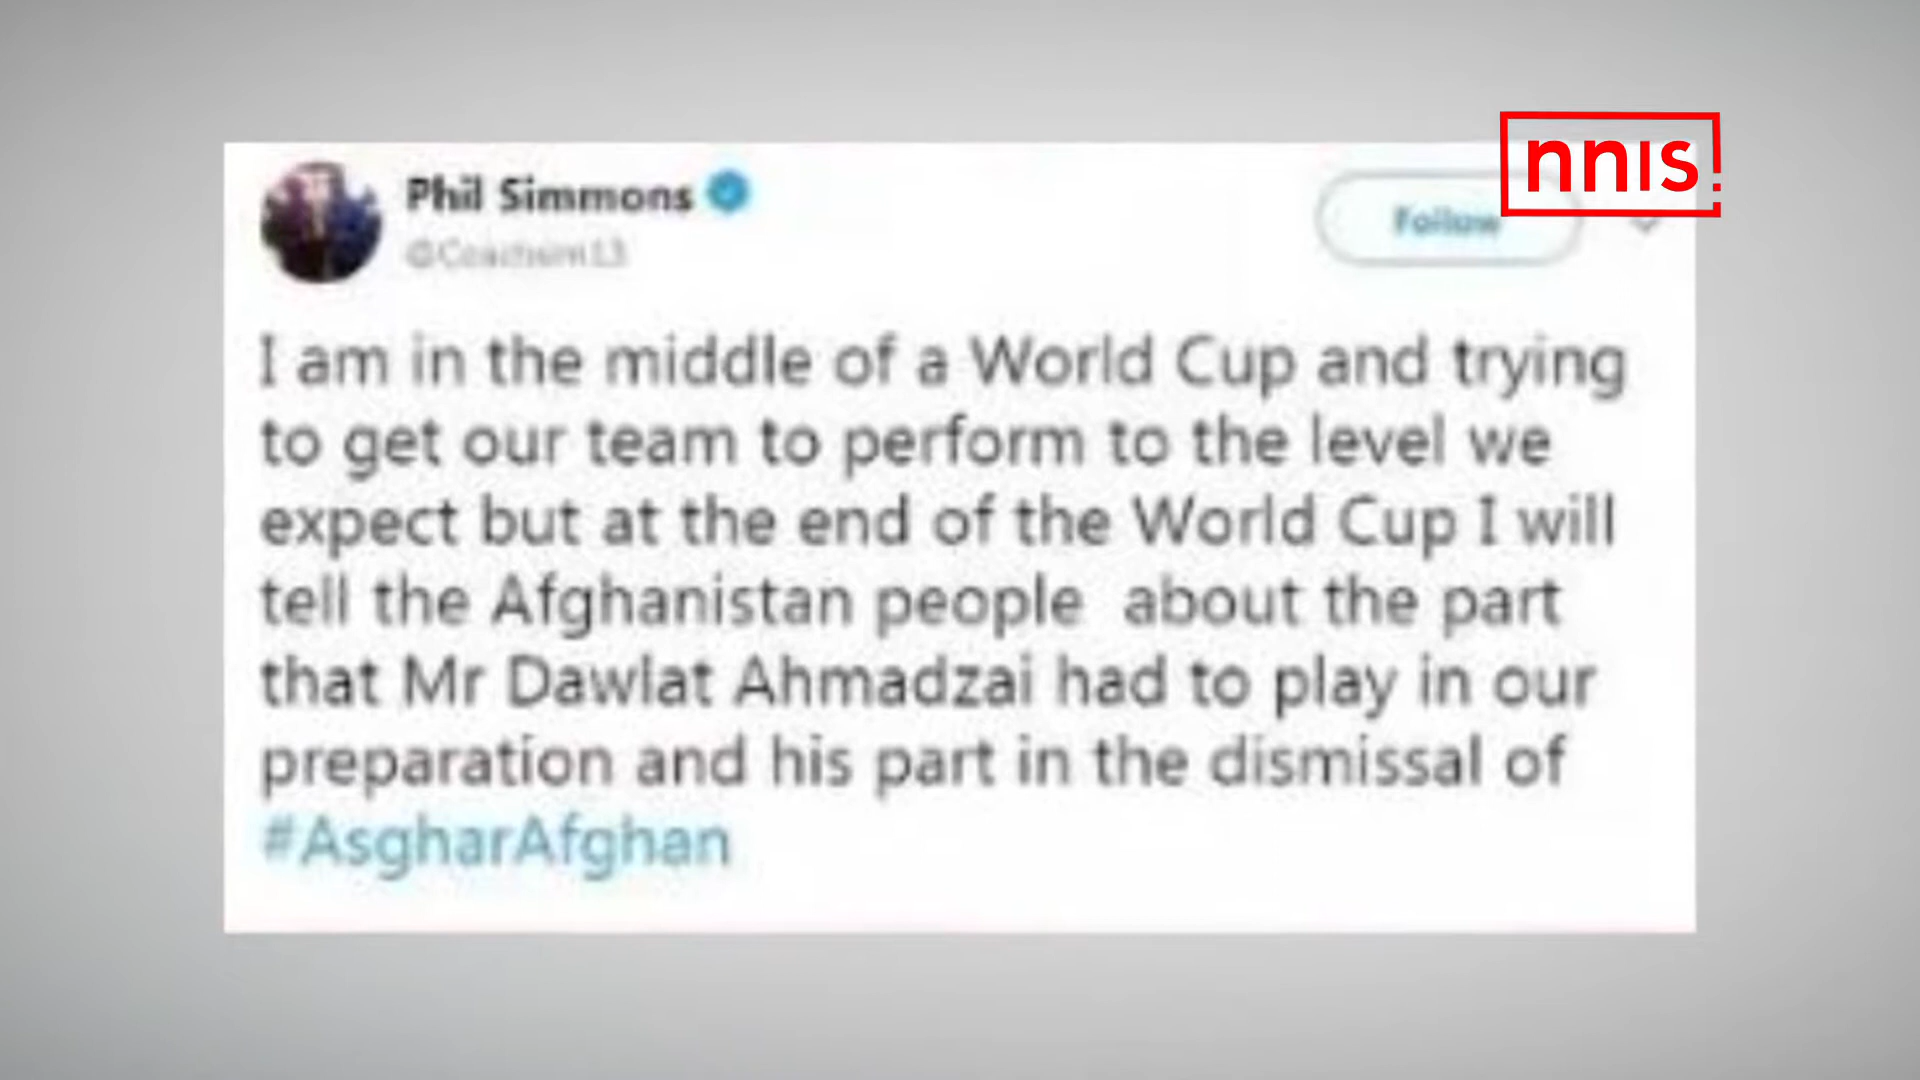 nnis
Phil Simmons
@Coachsim13
Follow
I am in the middle of a World Cup and trying
to get our team to perform to the level we
expect but at the end of the World Cup I will
tell the Afghanistan people about the part
that Mr Dawlat Ahmadzai had to play in our
preparation and his part in the dismissal of
#AsgharAfghan